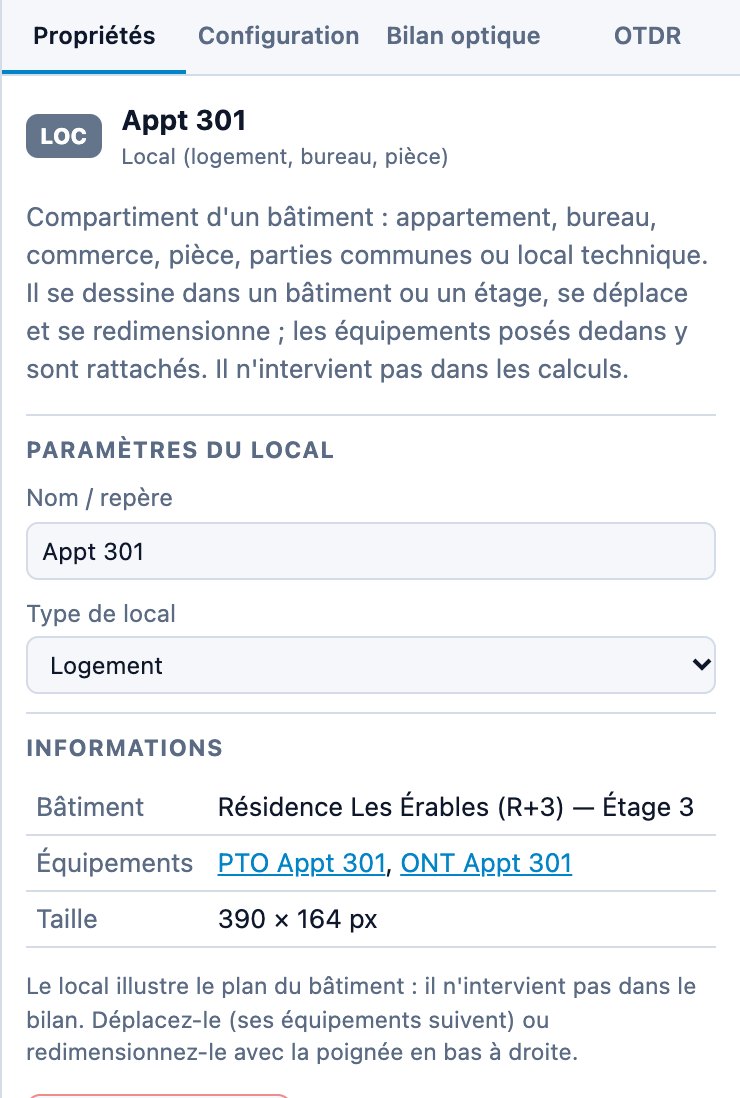 Propriétés Configuration Bilan optique OTDR
LOC
Appt 301
Local (logement, bureau, pièce)
Compartiment d'un bâtiment : appartement, bureau,
commerce, pièce, parties communes ou local technique.
Il se dessine dans un bâtiment ou un étage, se déplace
et se redimensionne ; les équipements posés dedans y
sont rattachés. Il n'intervient pas dans les calculs.
PARAMÈTRES DU LOCAL
Nom / repère
Appt 301
Type de local
Logement
INFORMATIONS
Bâtiment Résidence Les Érables (R+3) — Étage 3
Équipements PTO Appt 301, ONT Appt 301
Taille 390 × 164 px
Le local illustre le plan du bâtiment : il n'intervient pas dans le
bilan. Déplacez-le (ses équipements suivent) ou
redimensionnez-le avec la poignée en bas à droite.